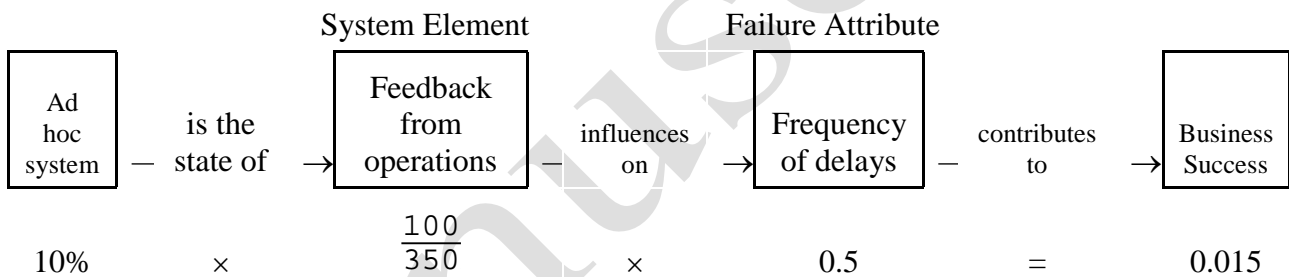 System Element Failure Attribute
Ad hoc system — is the state of → Feedback from operations — influences on → Frequency of delays — contributes to → Business Success
10% × 100/350 × 0.5 = 0.015